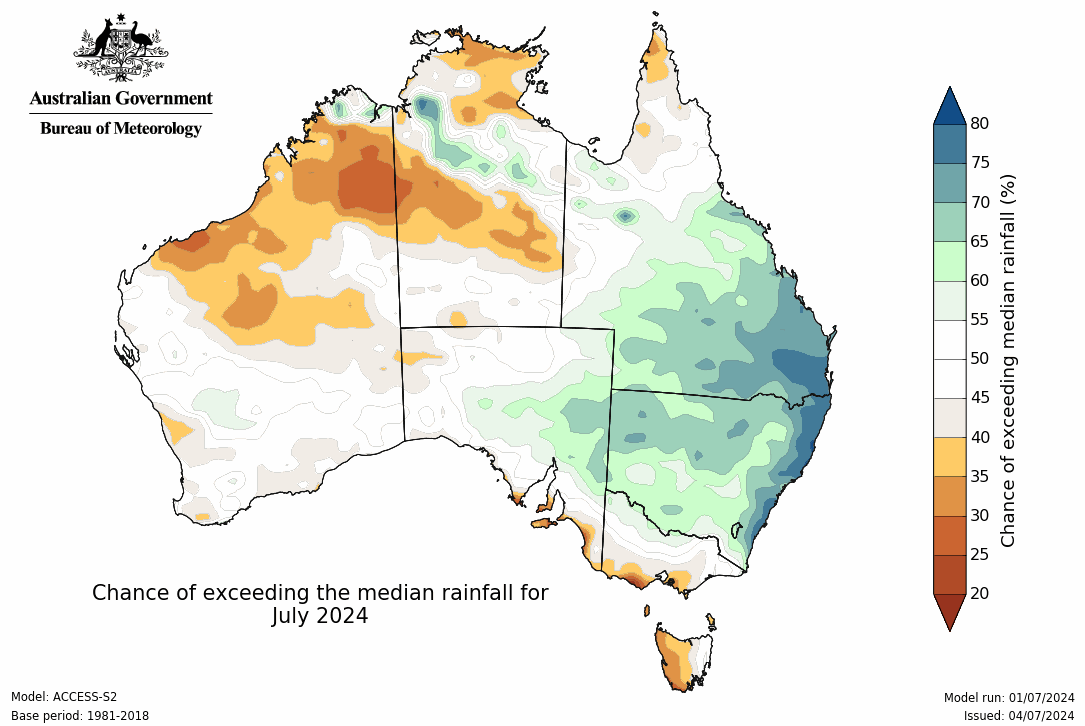 Australian Government
Bureau of Meteorology
80
75
70
65
60
55
50
45
40
35
30
25
20
Chance of exceeding median rainfall (%)
Chance of exceeding the median rainfall for
July 2024
Model: ACCESS-S2
Base period: 1981-2018
Model run: 01/07/2024
Issued: 04/07/2024